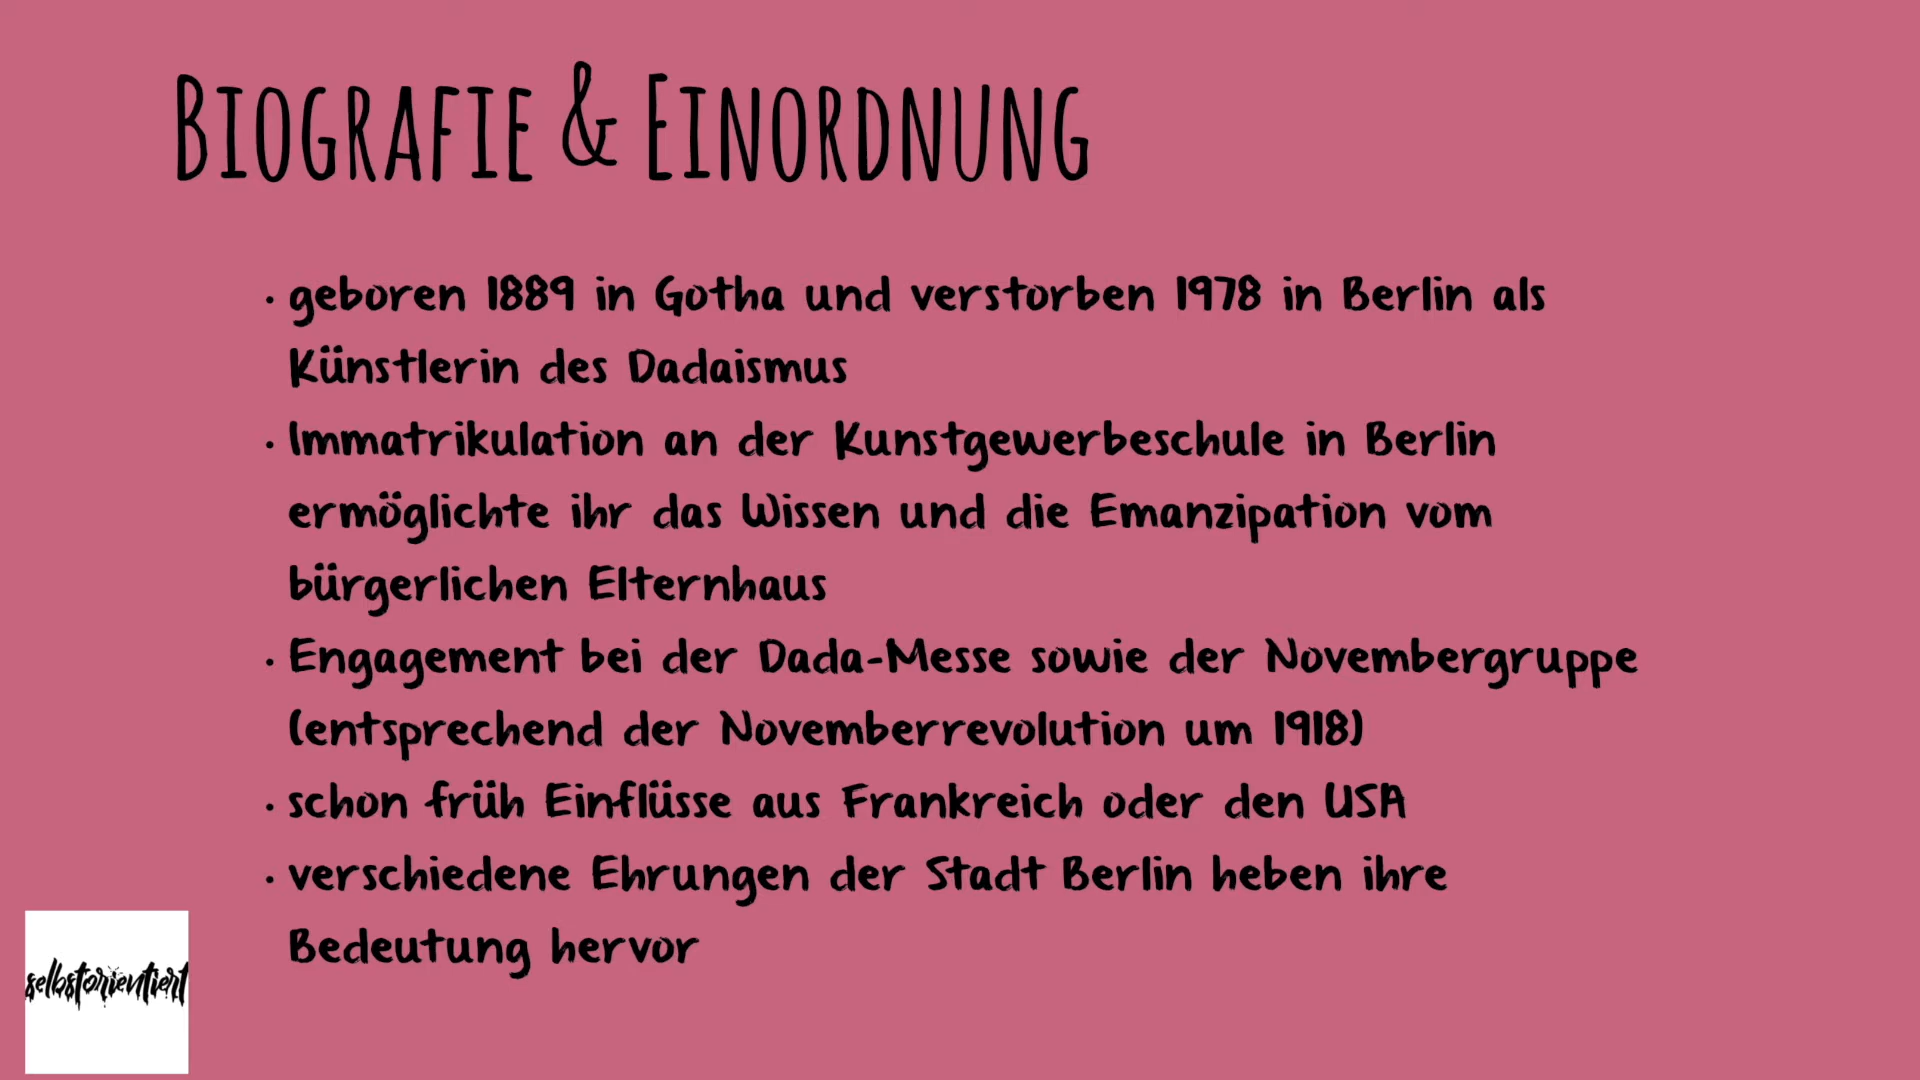 Biografie & Einordnung
• geboren 1889 in Gotha und verstorben 1978 in Berlin als
Künstlerin des Dadaismus
• Immatrikulation an der Kunstgewerbeschule in Berlin
ermöglichte ihr das Wissen und die Emanzipation vom
bürgerlichen Elternhaus
• Engagement bei der Dada-Messe sowie der Novembergruppe
(entsprechend der Novemberrevolution um 1918)
• schon früh Einflüsse aus Frankreich oder den USA
• verschiedene Ehrungen der Stadt Berlin heben ihre
Bedeutung hervor
selbstorientiert